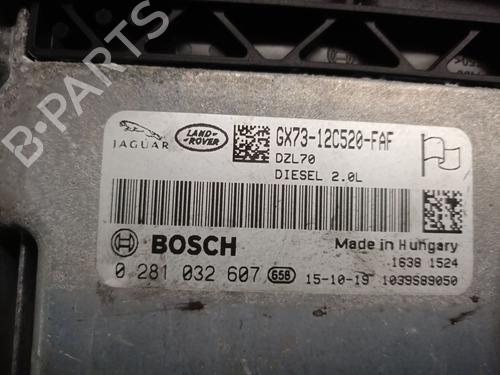 B-PARTS
JAGUAR
LAND-
ROVER
GX73-12C520-FAF
DZL70
DIESEL 2.0L
BOSCH
Made in Hungary
1638 1524
0 281 032 607 658 15-10-19 1039S89050